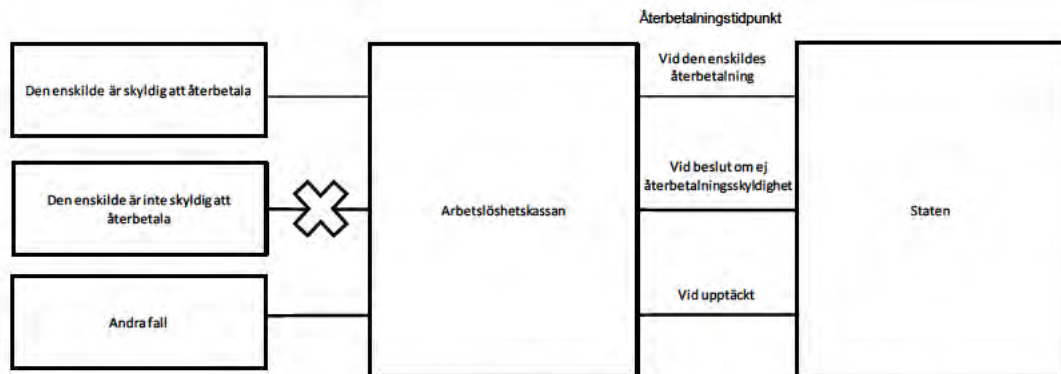 Återbetalningstidpunkt
Den enskilde är skyldig att återbetala
Vid den enskildes
återbetalning
Den enskilde är inte skyldig att
återbetala
Vid beslut om ej
återbetalningsskyldighet
Arbetslöshetskassan
Staten
Andra fall
Vid upptäckt